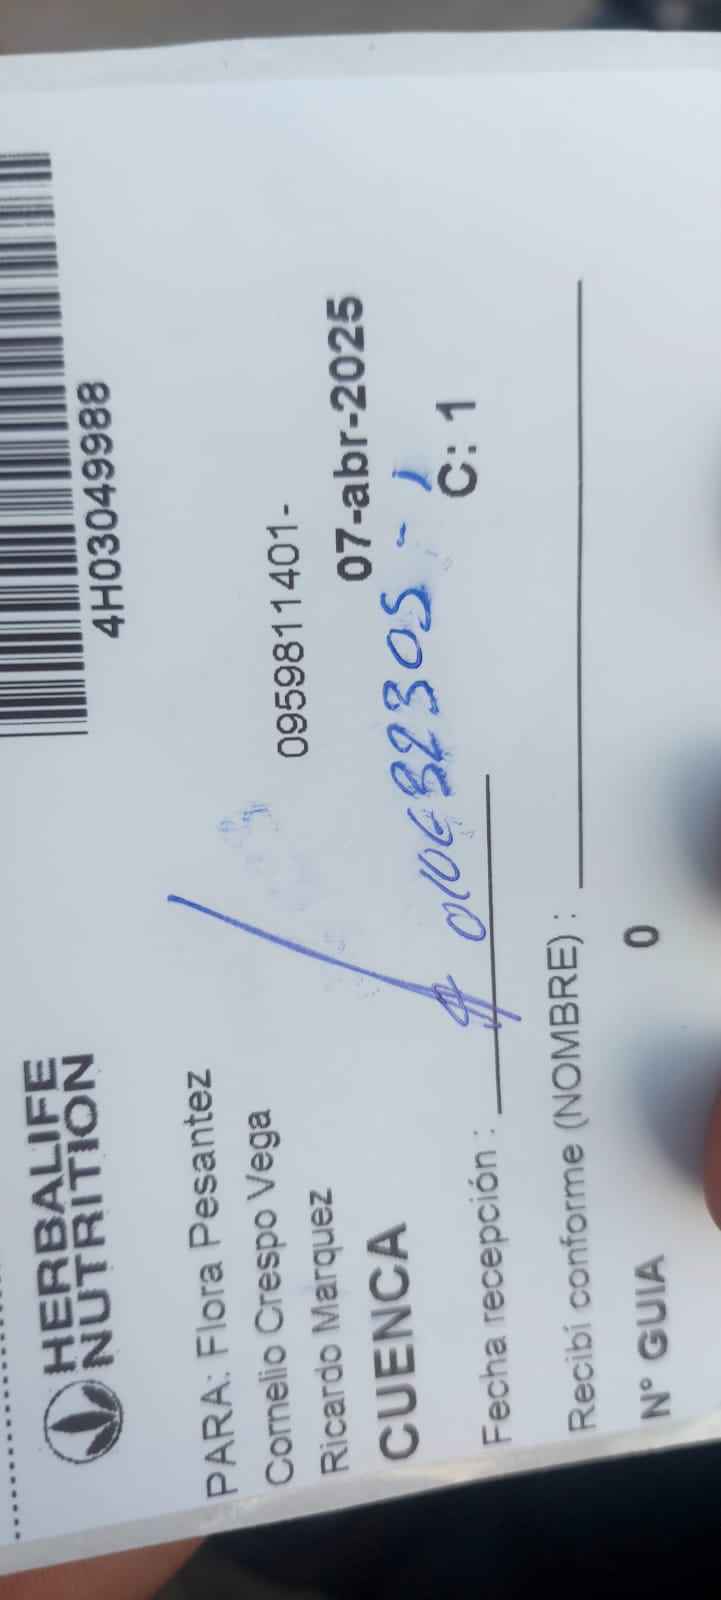 4H03049988
HERBALIFE
NUTRITION
PARA: Flora Pesantez
Cornelio Crespo Vega
0959811401-
Ricardo Marquez
CUENCA
07-abr-2025
C: 1
Fecha recepción :
Recibí conforme (NOMBRE) :
N° GUIA
0